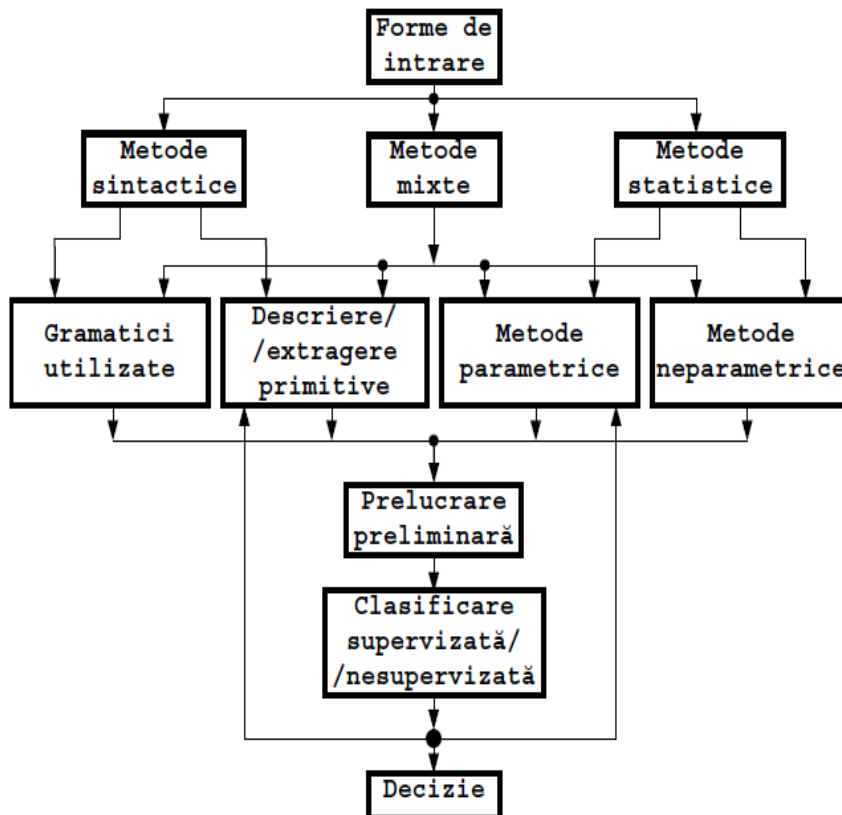 Forme de
intrare
Metode
sintactice
Metode
mixte
Metode
statistice
Gramatici
utilizate
Descriere/
/extragere
primitive
Metode
parametrice
Metode
neparametrice
Prelucrare
preliminară
Clasificare
supervizată/
/nesupervizată
Decizie